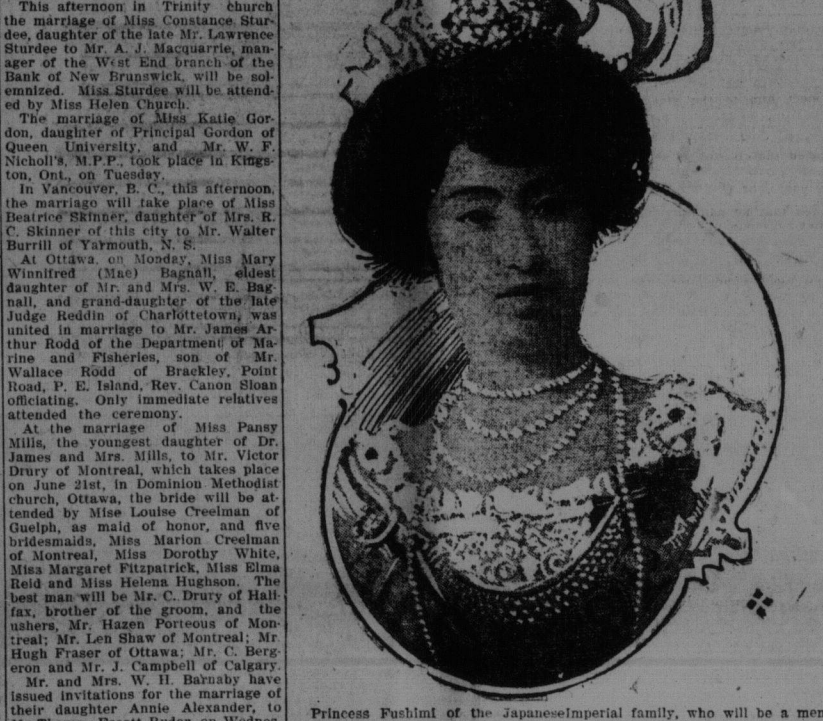 This afternoon in Trinity church
the marriage of Miss Constance Stur-
dee, daughter of the late Mr. Lawrence
Sturdee to Mr. A. J. Macquarrie, man-
ager of the West End branch of the
Bank of New Brunswick, will be sol-
emnized. Miss Sturdee will be attend-
ed by Miss Helen Church.
The marriage of Miss Katie Gor-
don, daughter of Principal Gordon of
Queen University, and Mr. W. F.
Nicholl's, M.P.P., took place in Kings-
ton, Ont., on Tuesday.
In Vancouver, B. C., this afternoon,
the marriago will take place of Miss
Beatrice Skinner, daughter of Mrs. R.
C. Skinner of this city to Mr. Walter
Burrill of Yarmouth, N. S.
At Ottawa, on Monday, Miss Mary
Winnifred (Mae) Bagnall, eldest
daughter of Mr. and Mrs. W. E. Bag-
nall, and grand-daughter of the late
Judge Reddin of Charlottetown, was
united in marriage to Mr. James Ar-
thur Rodd of the Department of Ma-
rine and Fisheries, son of Mr.
Wallace Rodd of Brackley, Point
Road, P. E. Island, Rev. Canon Sloan
officiating. Only immediate relatives
attended the ceremony.
At the marriage of Miss Pansy
Mills, the youngest daughter of Dr.
James and Mrs. Mills, to Mr. Victor
Drury of Montreal, which takes place
on June 21st, in Dominion Methodist
church, Ottawa, the bride will be at-
tended by Mise Louise Creelman of
Guelph, as maid of honor, and five
bridesmaids, Miss Marion Creelman
of Montreal, Miss Dorothy White,
Miss Margaret Fitzpatrick, Miss Elma
Reid and Miss Helena Hughson. The
best man will be Mr. C. Drury of Hali-
fax, brother of the groom, and the
ushers, Mr. Hazen Porteous of Mon-
treal; Mr. Len Shaw of Montreal; Mr.
Hugh Fraser of Ottawa; Mr. C. Berg-
eron and Mr. J. Campbell of Calgary.
Mr. and Mrs. W. H. Barnaby have
issued invitations for the marriage of
their daughter Annie Alexander, to
Princess Fushimi of the JapaneseImperial family, who will be a mem